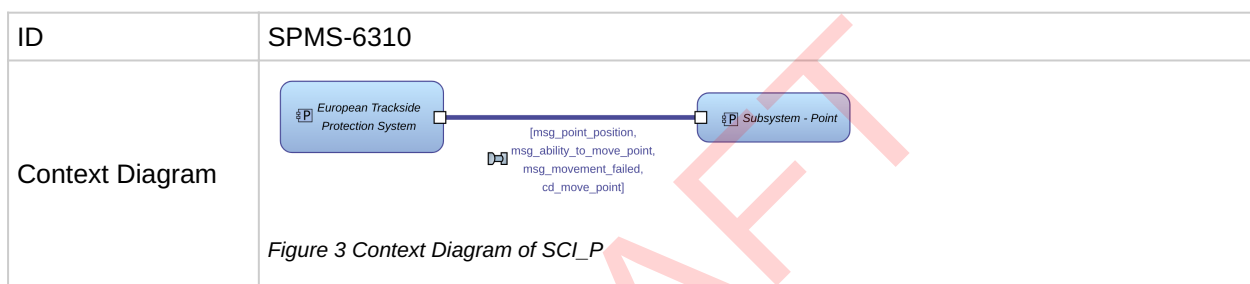 ID
SPMS-6310
Context Diagram
P
European Trackside
Protection System
P
Subsystem - Point
[msg_point_position,
msg_ability_to_move_point,
msg_movement_failed,
cd_move_point]
Figure 3 Context Diagram of SCI_P
AFT